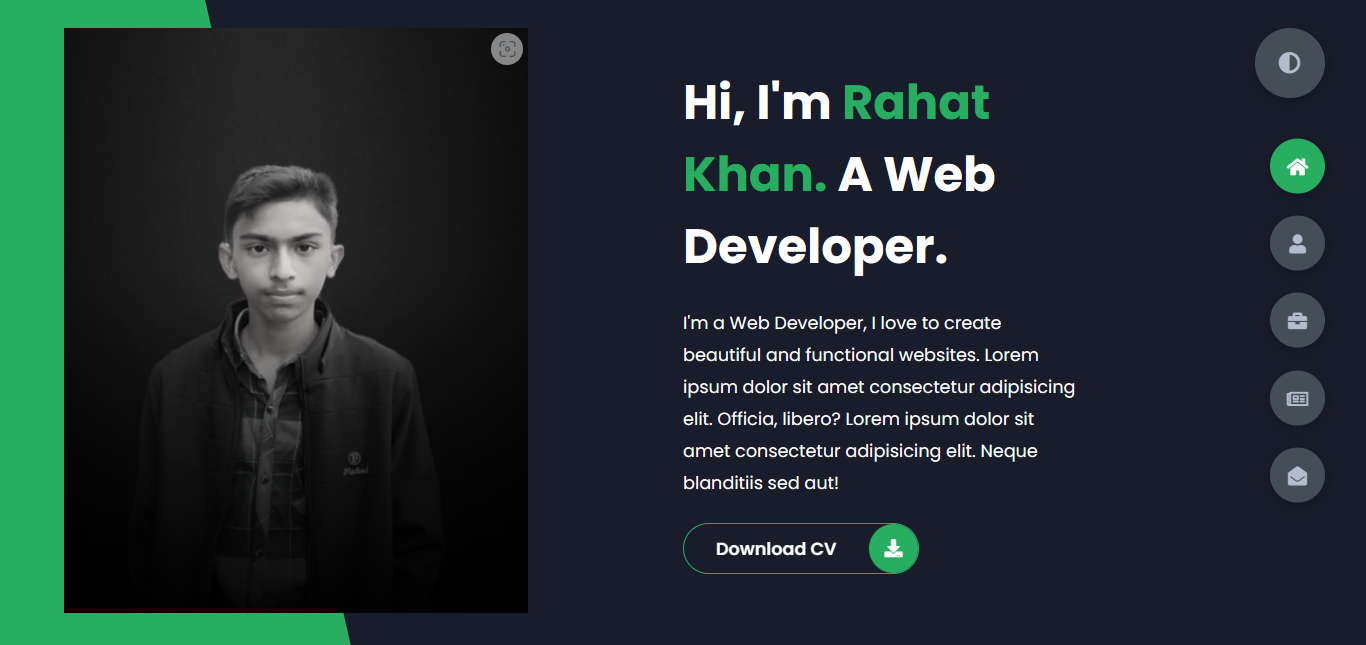 Hi, I'm Rahat
Khan. A Web
Developer.
I'm a Web Developer, I love to create
beautiful and functional websites. Lorem
ipsum dolor sit amet consectetur adipisicing
elit. Officia, libero? Lorem ipsum dolor sit
amet consectetur adipisicing elit. Neque
blanditiis sed aut!
Download CV